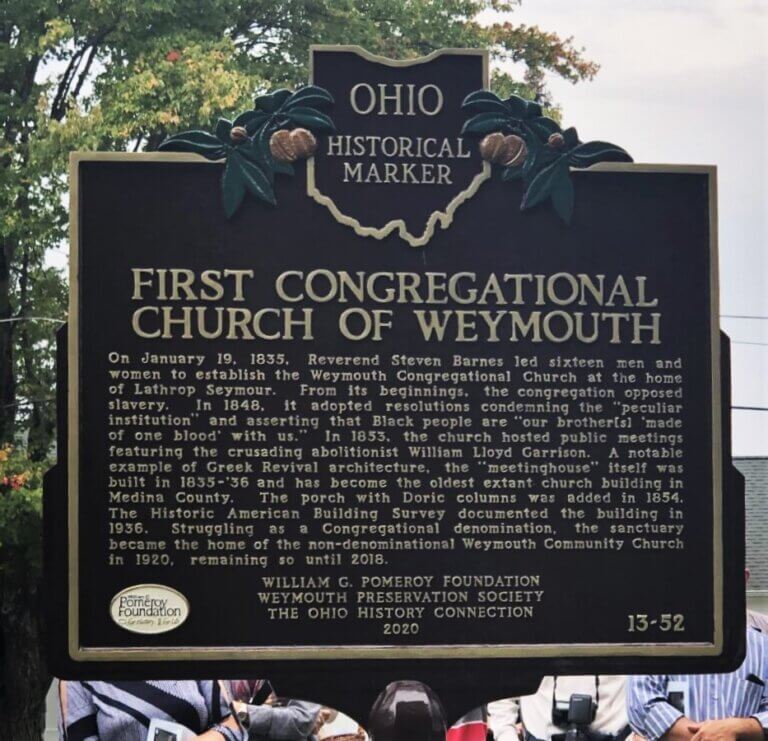 OHIO
HISTORICAL
MARKER
FIRST CONGREGATIONAL
CHURCH OF WEYMOUTH
On January 19, 1835, Reverend Steven Barnes led sixteen men and
women to establish the Weymouth Congregational Church at the home
of Lathrop Seymour. From its beginnings, the congregation opposed
slavery. In 1848, it adopted resolutions condemning the "peculiar
institution" and asserting that Black people are "our brother[s] 'made
of one blood' with us." In 1853, the church hosted public meetings
featuring the crusading abolitionist William Lloyd Garrison. A notable
example of Greek Revival architecture, the "meetinghouse" itself was
built in 1835-'36 and has become the oldest extant church building in
Medina County. The porch with Doric columns was added in 1854.
The Historic American Building Survey documented the building in
1936. Struggling as a Congregational denomination, the sanctuary
became the home of the non-denominational Weymouth Community Church
in 1920, remaining so until 2018.
WILLIAM G. POMEROY FOUNDATION
WEYMOUTH PRESERVATION SOCIETY
THE OHIO HISTORY CONNECTION
2020
William G.
Pomeroy
Foundation
13-52